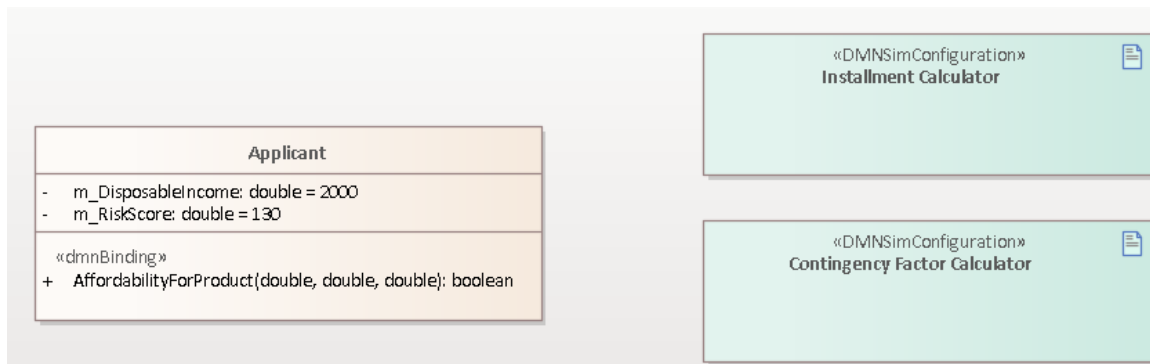 Applicant
- m_DisposableIncome: double = 2000
- m_RiskScore: double = 130
«dmnBinding»
+ AffordabilityForProduct(double, double, double): boolean
«DMNSimConfiguration»
Installment Calculator
«DMNSimConfiguration»
Contingency Factor Calculator